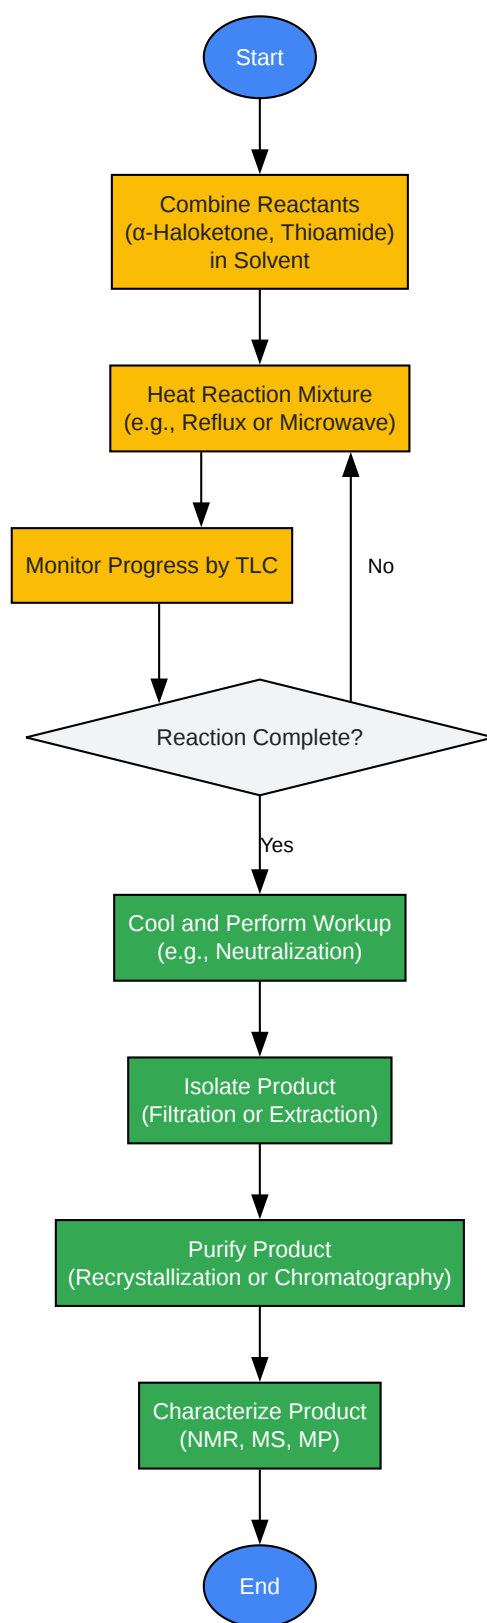 Start
Combine Reactants
(α-Haloketone, Thioamide)
in Solvent
Heat Reaction Mixture
(e.g., Reflux or Microwave)
Monitor Progress by TLC
No
Reaction Complete?
Yes
Cool and Perform Workup
(e.g., Neutralization)
Isolate Product
(Filtration or Extraction)
Purify Product
(Recrystallization or Chromatography)
Characterize Product
(NMR, MS, MP)
End